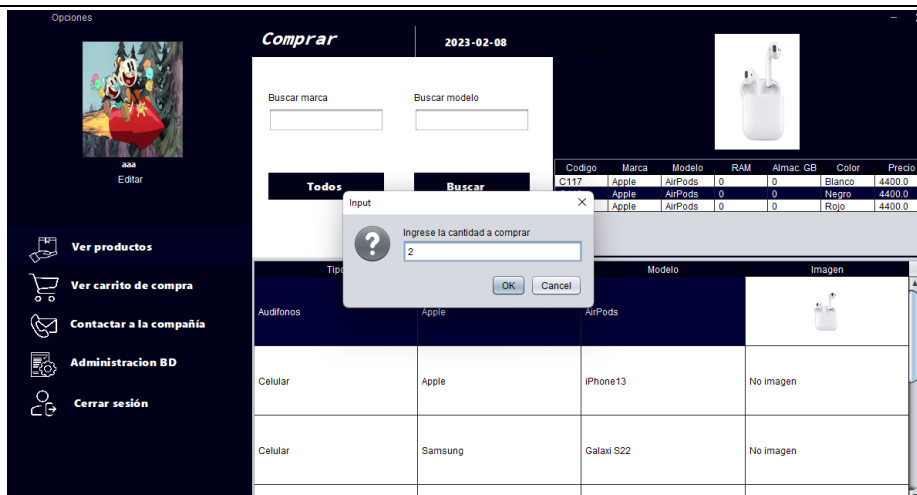 Opciones
Comprar
2023-02-08
aaa
Editar
Ver productos
Ver carrito de compra
Contactar a la compañía
Administracion BD
Cerrar sesión
Buscar marca
Buscar modelo
Todos
Buscar
Codigo Marca Modelo RAM Almac. GB Color Precio
C117 Apple AirPods 0 0 Blanco 4400.0
Apple AirPods 0 0 Negro 4400.0
Apple AirPods 0 0 Rojo 4400.0
Input
Ingrese la cantidad a comprar
2
OK Cancel
Tipo Modelo Imagen
Audifonos Apple AirPods
Celular Apple iPhone13 No imagen
Celular Samsung Galaxi S22 No imagen